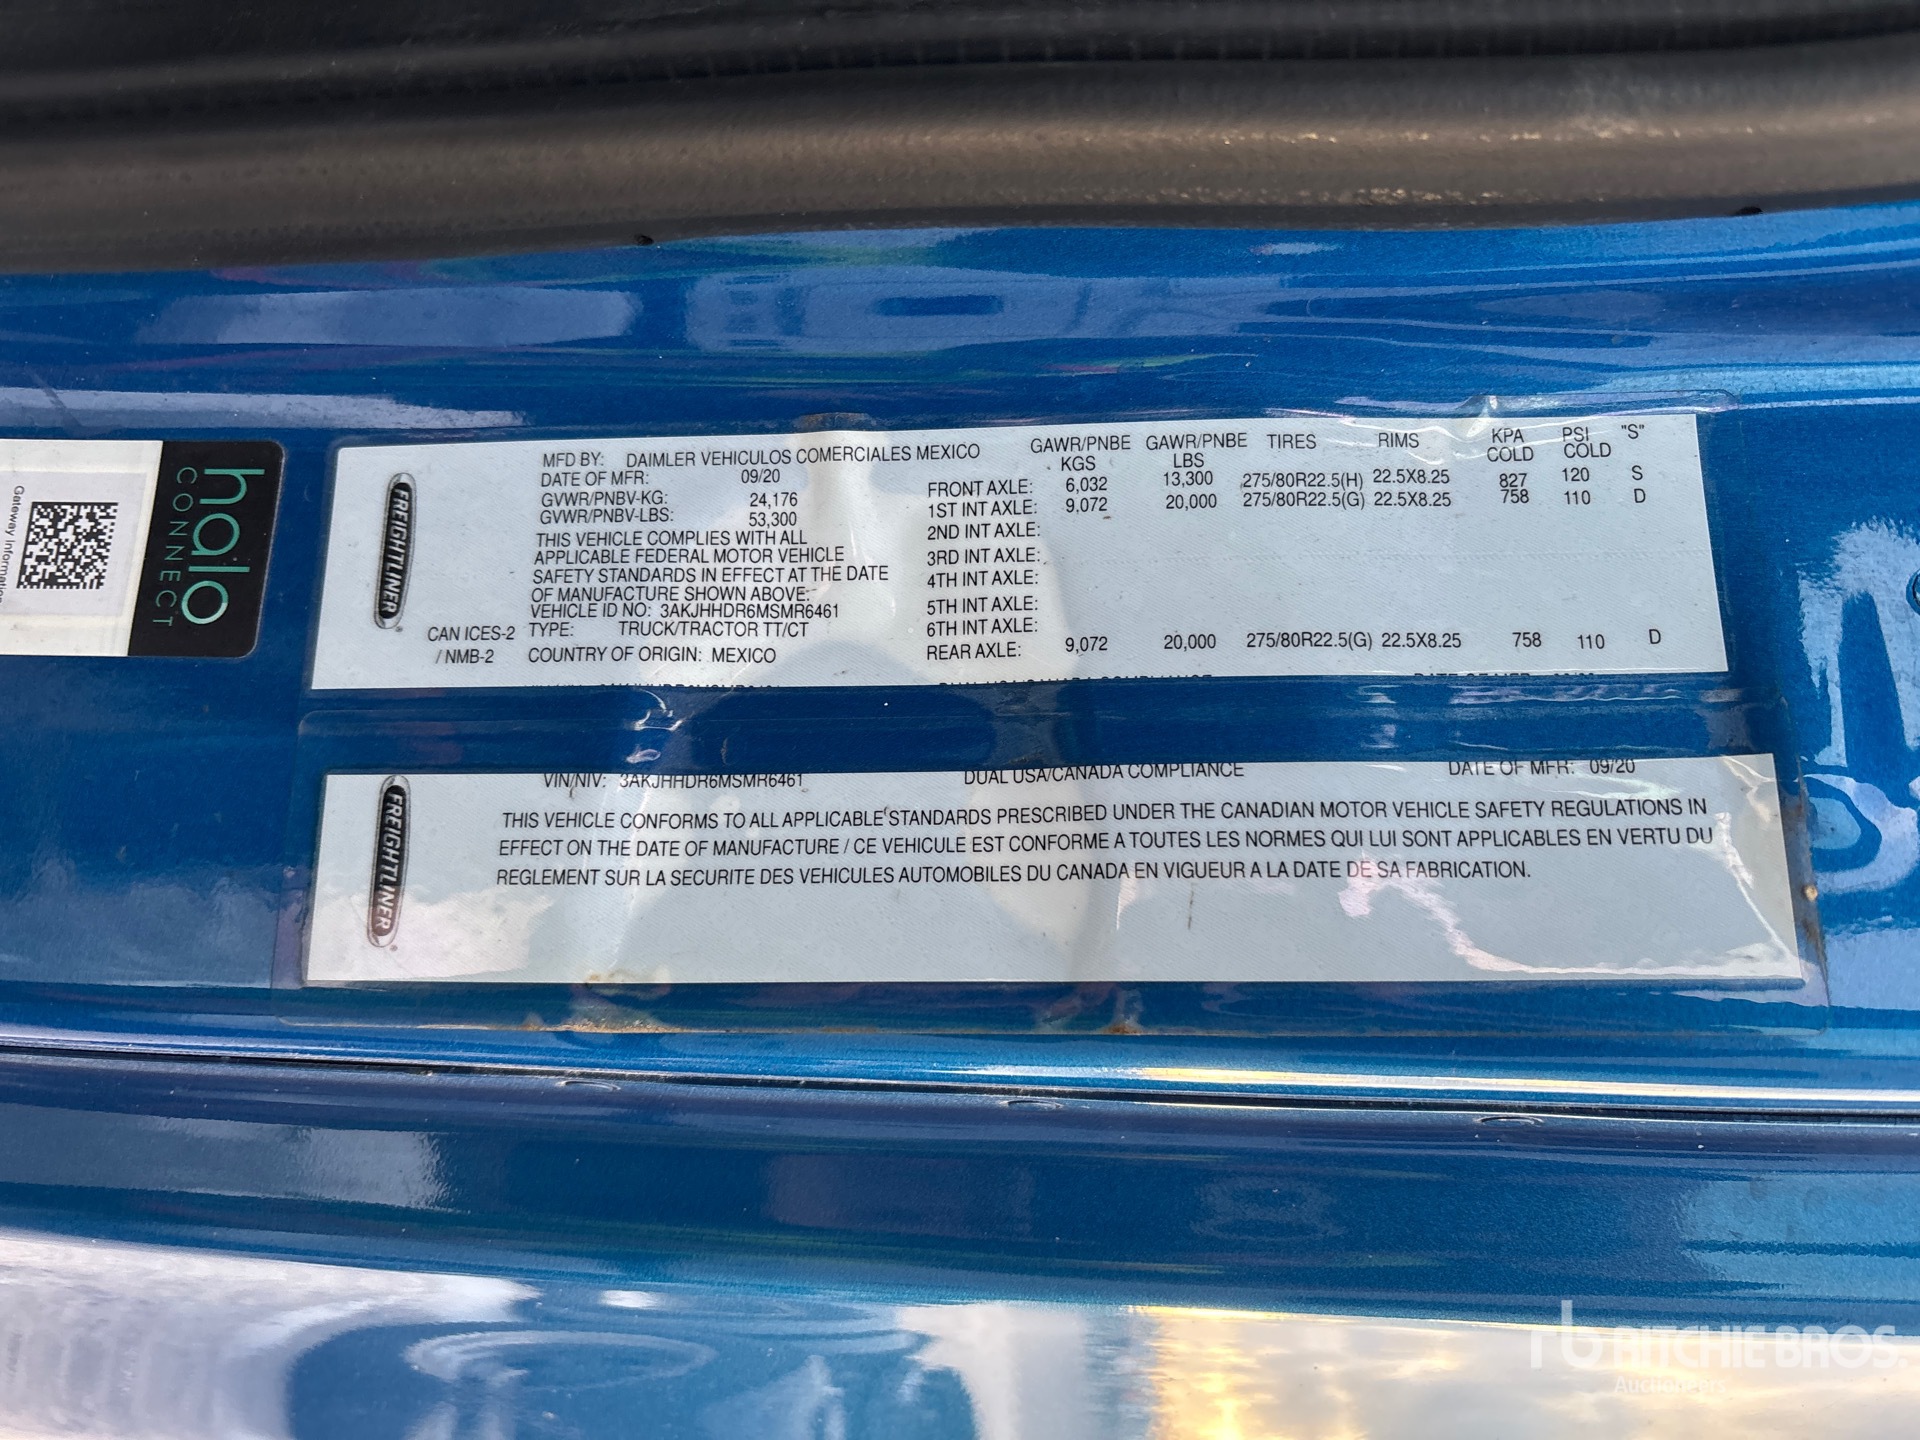 halo
CONNECT
Gateway Information
FREIGHTLINER
MFD BY: DAIMLER VEHICULOS COMERCIALES MEXICO
DATE OF MFR: 09/20
GVWR/PNBV-KG: 24,176
GVWR/PNBV-LBS: 53,300
THIS VEHICLE COMPLIES WITH ALL
APPLICABLE FEDERAL MOTOR VEHICLE
SAFETY STANDARDS IN EFFECT AT THE DATE
OF MANUFACTURE SHOWN ABOVE:
VEHICLE ID NO: 3AKJHHDR6MSMR6461
CAN ICES-2 TYPE: TRUCK/TRACTOR TT/CT
/ NMB-2 COUNTRY OF ORIGIN: MEXICO
GAWR/PNBE GAWR/PNBE TIRES RIMS KPA PSI "S"
KGS LBS COLD COLD
FRONT AXLE: 6,032 13,300 275/80R22.5(H) 22.5X8.25 827 120 S
1ST INT AXLE: 9,072 20,000 275/80R22.5(G) 22.5X8.25 758 110 D
2ND INT AXLE:
3RD INT AXLE:
4TH INT AXLE:
5TH INT AXLE:
6TH INT AXLE:
REAR AXLE: 9,072 20,000 275/80R22.5(G) 22.5X8.25 758 110 D
FREIGHTLINER
VIN/NIV: 3AKJHHDR6MSMR6461 DUAL USA/CANADA COMPLIANCE DATE OF MFR: 09/20
THIS VEHICLE CONFORMS TO ALL APPLICABLE STANDARDS PRESCRIBED UNDER THE CANADIAN MOTOR VEHICLE SAFETY REGULATIONS IN
EFFECT ON THE DATE OF MANUFACTURE / CE VEHICULE EST CONFORME A TOUTES LES NORMES QUI LUI SONT APPLICABLES EN VERTU DU
REGLEMENT SUR LA SECURITE DES VEHICULES AUTOMOBILES DU CANADA EN VIGUEUR A LA DATE DE SA FABRICATION.
rb RITCHIE BROS.
Auctioneers